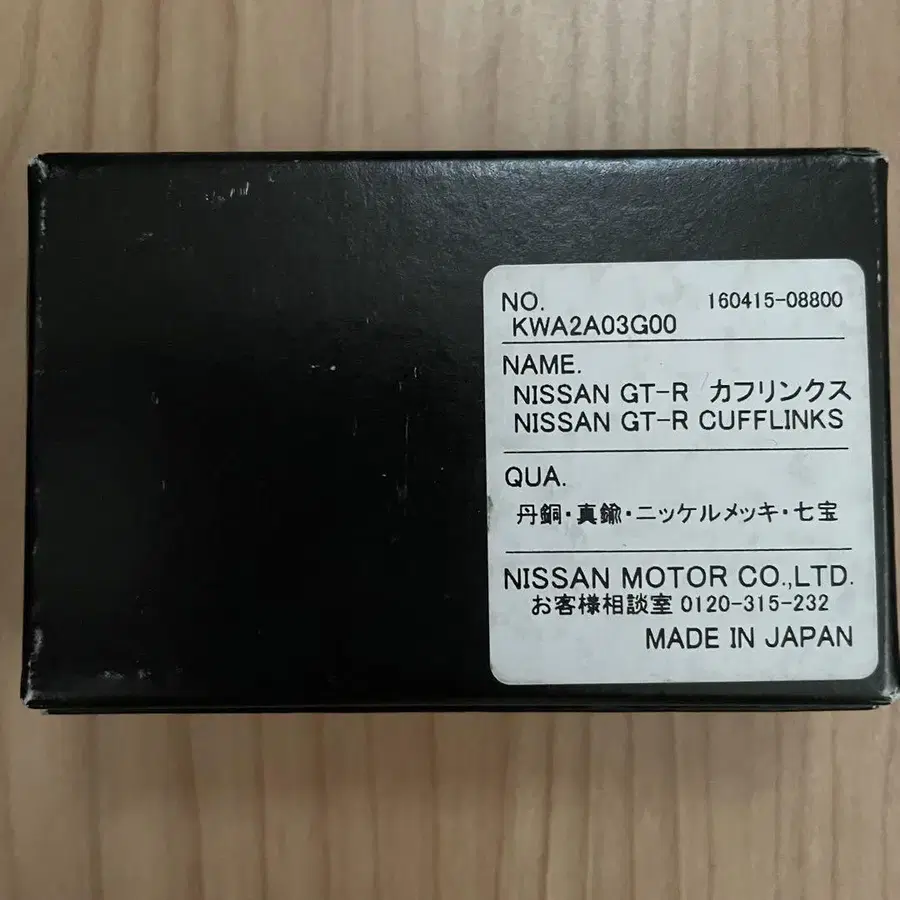 NO. 160415-08800
KWA2A03G00
NAME.
NISSAN GT-R カフリンクス
NISSAN GT-R CUFFLINKS
QUA.
丹銅・真鍮・ニッケルメッキ・七宝
NISSAN MOTOR CO.,LTD.
お客様相談室 0120-315-232
MADE IN JAPAN